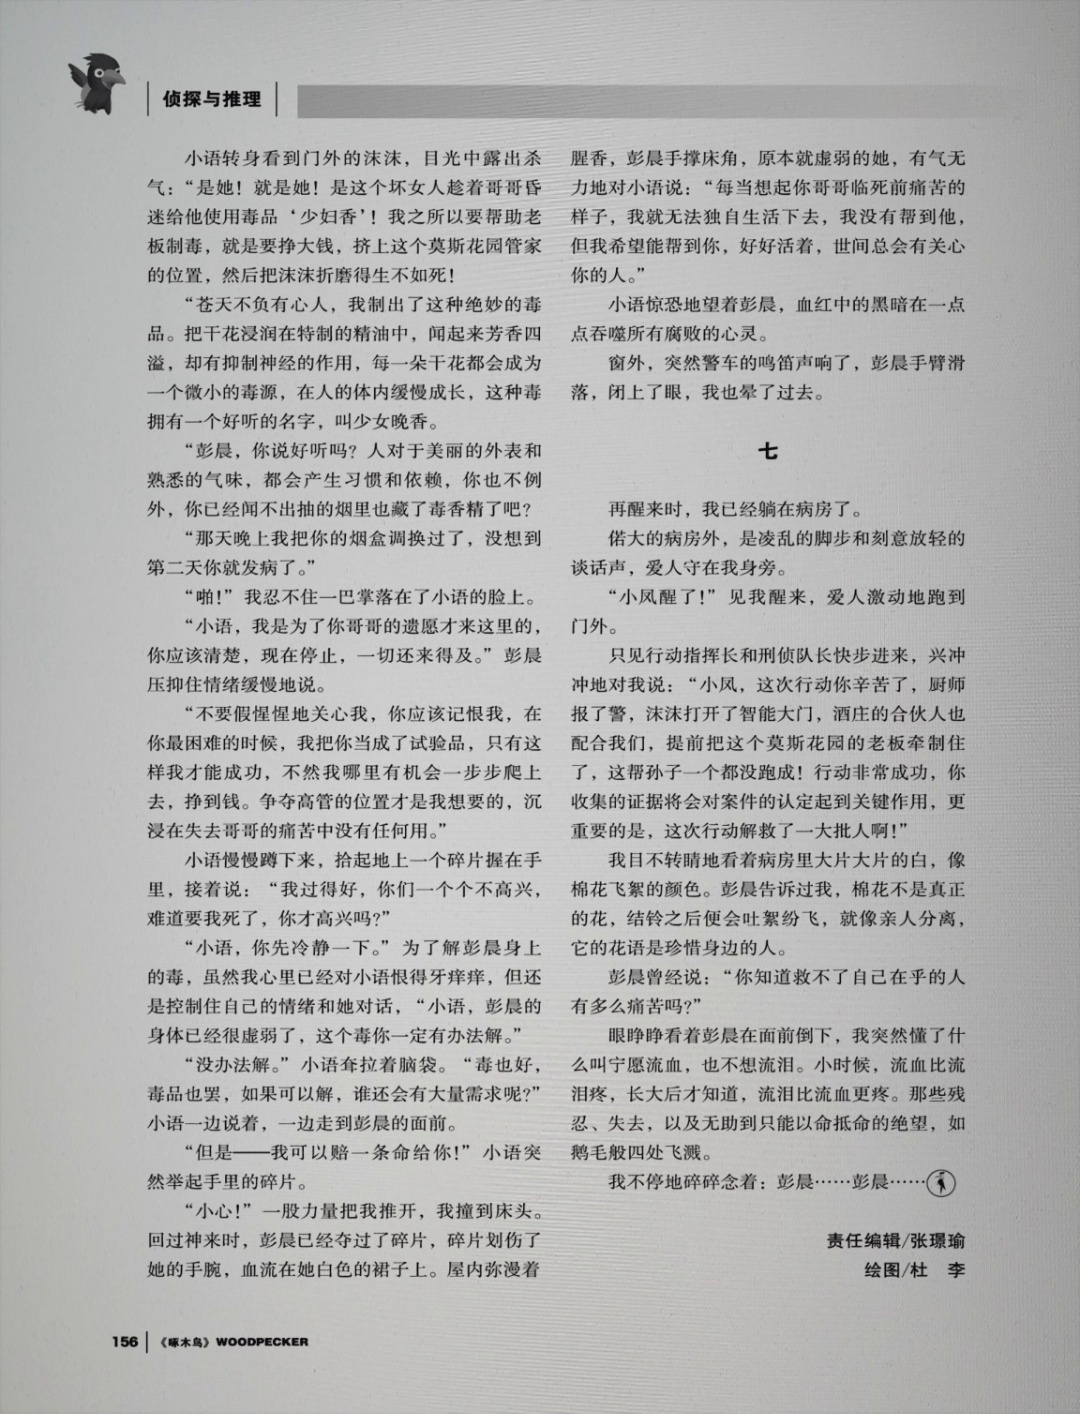 侦探与推理
小语转身看到门外的沫沫，目光中露出杀
气：“是她！就是她！是这个坏女人趁着哥哥昏
迷给他使用毒品‘少妇香’！我之所以要帮助老
板制毒，就是要挣大钱，挤上这个莫斯花园管家
的位置，然后把沫沫折磨得生不如死！
“苍天不负有心人，我制出了这种绝妙的毒
品。把干花浸润在特制的精油中，闻起来芳香四
溢，却有抑制神经的作用，每一朵干花都会成为
一个微小的毒源，在人的体内缓慢成长，这种毒
拥有一个好听的名字，叫少女晚香。
“彭晨，你说好听吗？人对于美丽的外表和
熟悉的气味，都会产生习惯和依赖，你也不例
外，你已经闻不出抽的烟里也藏了毒香精了吧？
“那天晚上我把你的烟盒调换过了，没想到
第二天你就发病了。”
“啪！”我忍不住一巴掌落在了小语的脸上。
“小语，我是为了你哥哥的遗愿才来这里的，
你应该清楚，现在停止，一切还来得及。”彭晨
压抑住情绪缓慢地说。
“不要假惺惺地关心我，你应该记恨我，在
你最困难的时候，我把你当成了试验品，只有这
样我才能成功，不然我哪里有机会一步步爬上
去，挣到钱。争夺高管的位置才是我想要的，沉
浸在失去哥哥的痛苦中没有任何用。”
小语慢慢蹲下来，拾起地上一个碎片握在手
里，接着说：“我过得好，你们一个个不高兴，
难道要我死了，你才高兴吗？”
“小语，你先冷静一下。”为了解彭晨身上
的毒，虽然我心里已经对小语恨得牙痒痒，但还
是控制住自己的情绪和她对话，“小语，彭晨的
身体已经很虚弱了，这个毒你一定有办法解。”
“没办法解。”小语耷拉着脑袋。“毒也好，
毒品也罢，如果可以解，谁还会有大量需求呢？”
小语一边说着，一边走到彭晨的面前。
“但是——我可以赔一条命给你！”小语突
然举起手里的碎片。
“小心！”一股力量把我推开，我撞到床头。
回过神来时，彭晨已经夺过了碎片，碎片划伤了
她的手腕，血流在她白色的裙子上。屋内弥漫着
腥香，彭晨手撑床角，原本就虚弱的她，有气无
力地对小语说：“每当想起你哥哥临死前痛苦的
样子，我就无法独自生活下去，我没有帮到他，
但我希望能帮到你，好好活着，世间总会有关心
你的人。”
小语惊恐地望着彭晨，血红中的黑暗在一点
点吞噬所有腐败的心灵。
窗外，突然警车的鸣笛声响了，彭晨手臂滑
落，闭上了眼，我也晕了过去。
七
再醒来时，我已经躺在病房了。
偌大的病房外，是凌乱的脚步和刻意放轻的
谈话声，爱人守在我身旁。
“小凤醒了！”见我醒来，爱人激动地跑到
门外。
只见行动指挥长和刑侦队长快步进来，兴冲
冲地对我说：“小凤，这次行动你辛苦了，厨师
报了警，沫沫打开了智能大门，酒庄的合伙人也
配合我们，提前把这个莫斯花园的老板牵制住
了，这帮孙子一个都没跑成！行动非常成功，你
收集的证据将会对案件的认定起到关键作用，更
重要的是，这次行动解救了一大批人啊！”
我目不转睛地看着病房里大片大片的白，像
棉花飞絮的颜色。彭晨告诉过我，棉花不是真正
的花，结铃之后便会吐絮纷飞，就像亲人分离，
它的花语是珍惜身边的人。
彭晨曾经说：“你知道救不了自己在乎的人
有多么痛苦吗？”
眼睁睁看着彭晨在面前倒下，我突然懂了什
么叫宁愿流血，也不想流泪。小时候，流血比流
泪疼，长大后才知道，流泪比流血更疼。那些残
忍、失去，以及无助到只能以命抵命的绝望，如
鹅毛般四处飞溅。
我不停地碎碎念着：彭晨……彭晨……
责任编辑/张璟瑜
绘图/杜　李
156 《啄木鸟》WOODPECKER